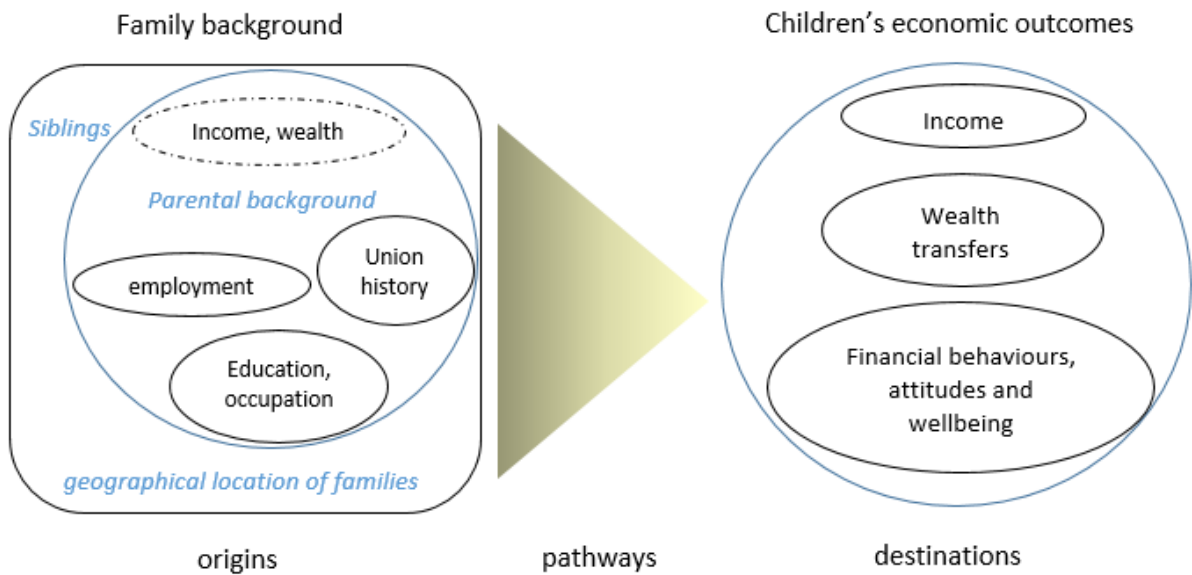 Family background
Children's economic outcomes
Siblings
Income, wealth
Parental background
employment
Union
history
Education,
occupation
geographical location of families
Income
Wealth
transfers
Financial behaviours,
attitudes and
wellbeing
origins
pathways
destinations